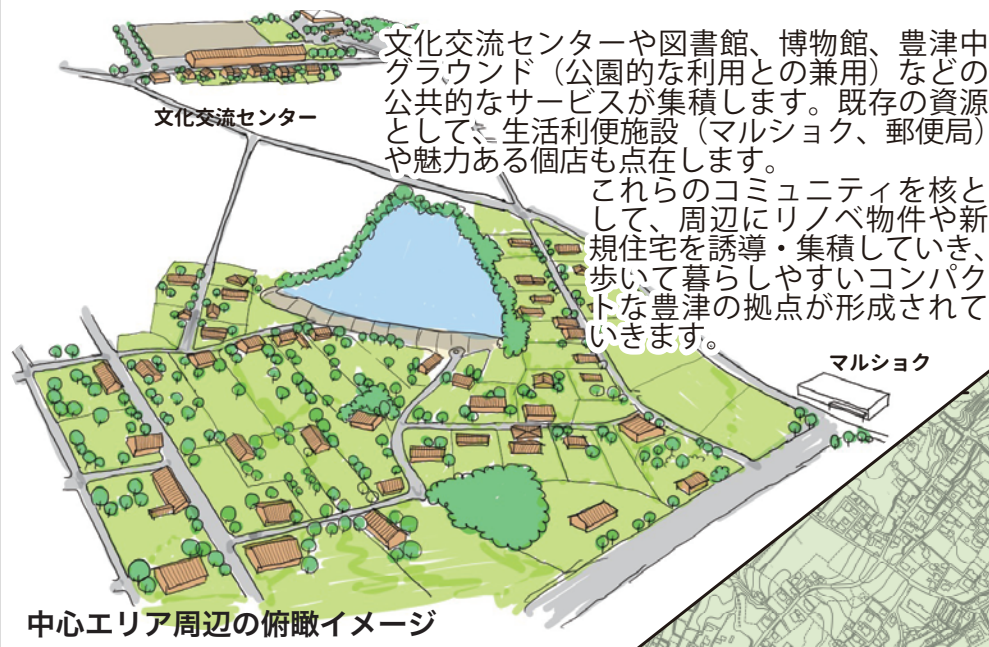 文化交流センターや図書館、博物館、豊津中
グラウンド（公園的な利用との兼用）などの
公共的なサービスが集積します。既存の資源
として、生活利便施設（マルショク、郵便局）
や魅力ある個店も点在します。
これらのコミュニティを核と
して、周辺にリノベ物件や新
規住宅を誘導・集積していき、
歩いて暮らしやすいコンパク
トな豊津の拠点が形成されて
いきます。
文化交流センター
マルショク
中心エリア周辺の俯瞰イメージ